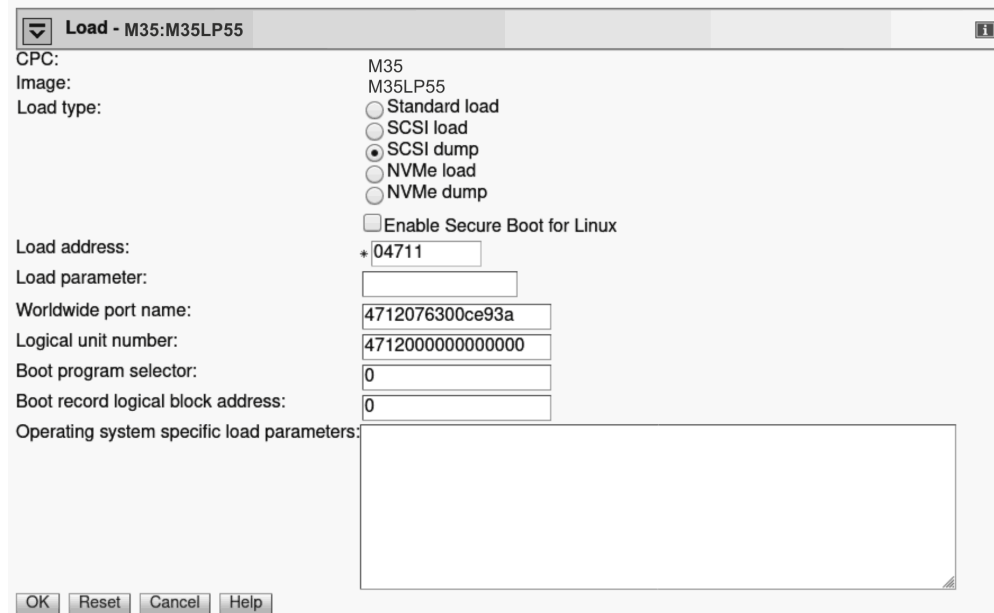 Load - M35:M35LP55
CPC: M35
Image: M35LP55
Load type: Standard load
SCSI load
SCSI dump
NVMe load
NVMe dump
Enable Secure Boot for Linux
Load address: * 04711
Load parameter:
Worldwide port name: 4712076300ce93a
Logical unit number: 4712000000000000
Boot program selector: 0
Boot record logical block address: 0
Operating system specific load parameters:
OK Reset Cancel Help